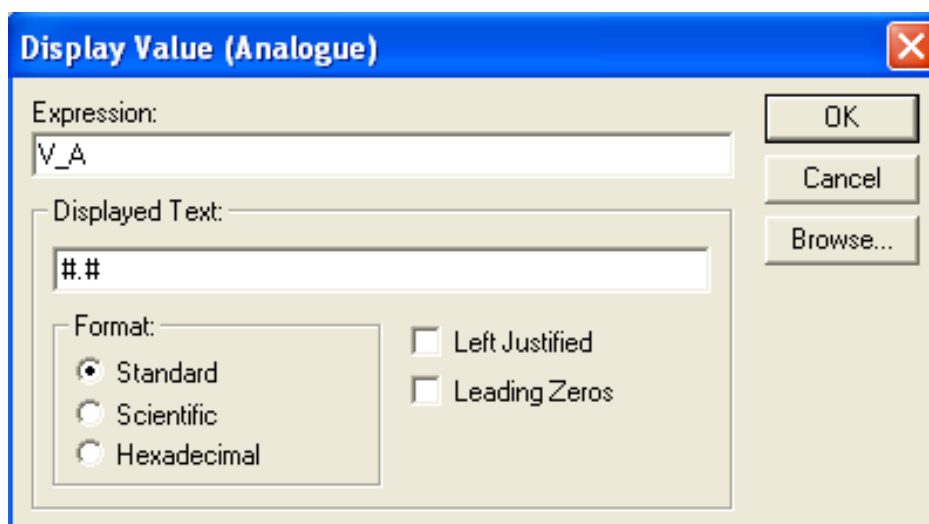 Display Value (Analogue)
Expression:
V_A
OK
Cancel
Browse...
Displayed Text:
#.#
Format:
Standard
Scientific
Hexadecimal
Left Justified
Leading Zeros